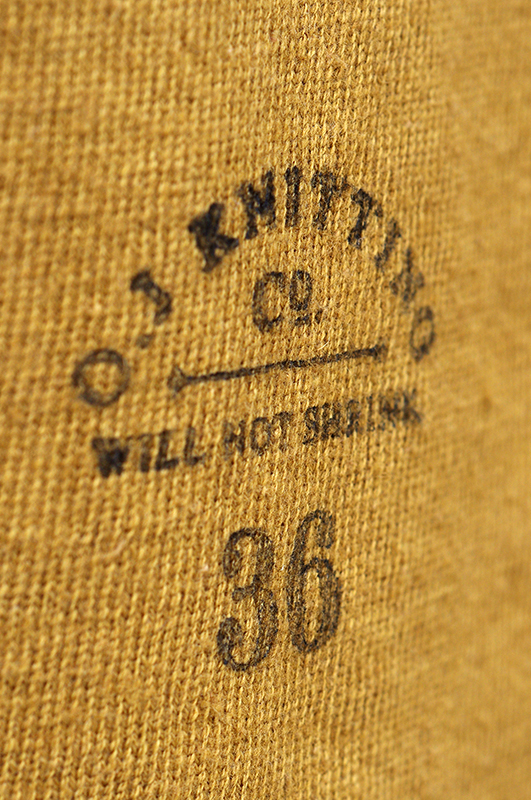 O.J KNITTING
Co.
WILL NOT SHRINK
36